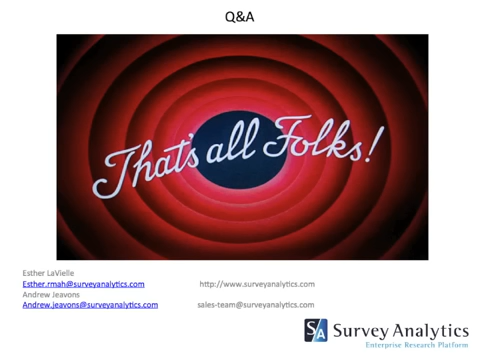 Q&A
That's all Folks!
Esther LaVielle
Esther.rmah@surveyanalytics.com http://www.surveyanalytics.com
Andrew Jeavons
Andrew.jeavons@surveyanalytics.com sales-team@surveyanalytics.com
SA Survey Analytics
Enterprise Research Platform